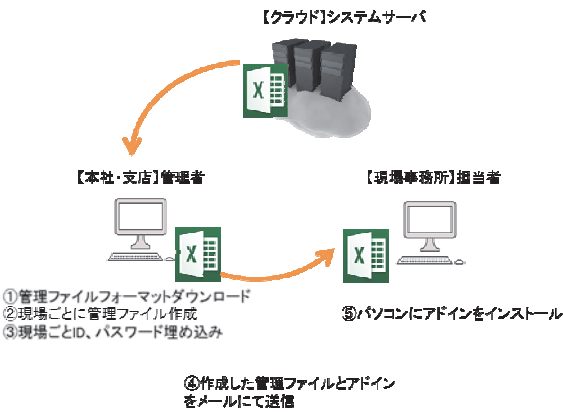 【クラウド】システムサーバ
【本社・支店】管理者
【現場事務所】担当者
①管理ファイルフォーマットダウンロード
②現場ごとに管理ファイル作成
③現場ごとID、パスワード埋め込み
⑤パソコンにアドインをインストール
④作成した管理ファイルとアドイン
をメールにて送信